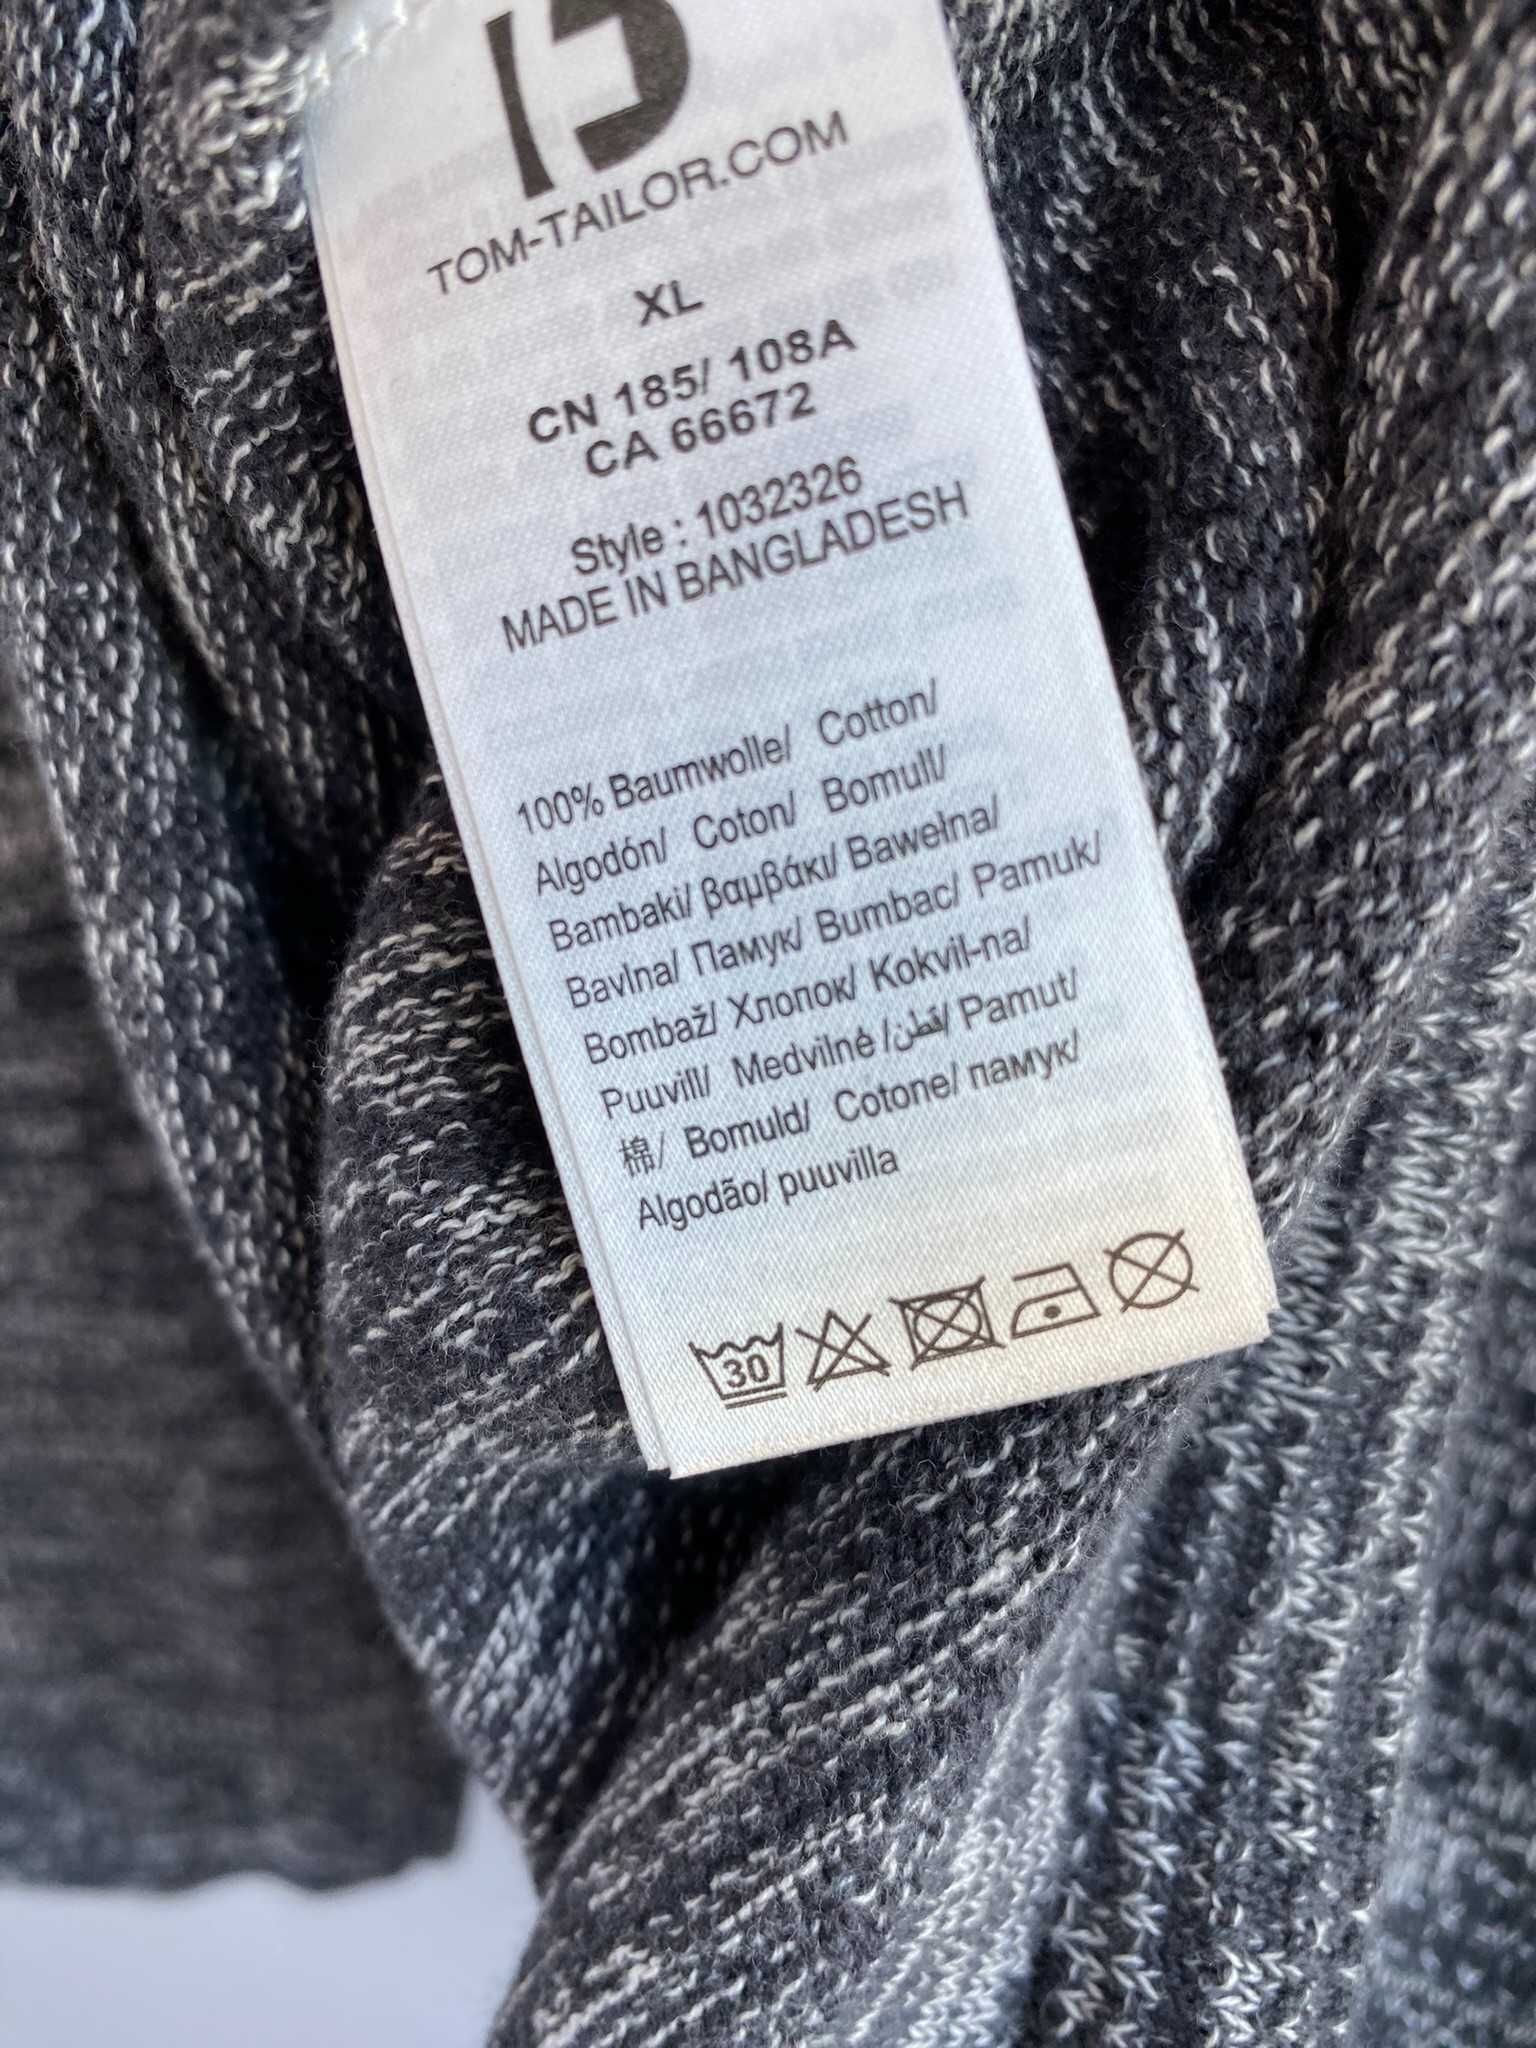 TOM-TAILOR.COM
XL
CN 185/ 108A
CA 66672
Style : 1032326
MADE IN BANGLADESH
100% Baumwolle/ Cotton/
Algodón/ Coton/ Bomull/
Bambaki/ βαμβάκι/ Bawełna/
Bavlna/ Памук/ Bumbac/ Pamuk/
Bombaž/ Хлопок/ Kokvil-na/
Puuvill/ Medvilnė /قطن/ Pamut/
棉/ Bomuld/ Cotone/ памук/
Algodão/ puuvilla
30